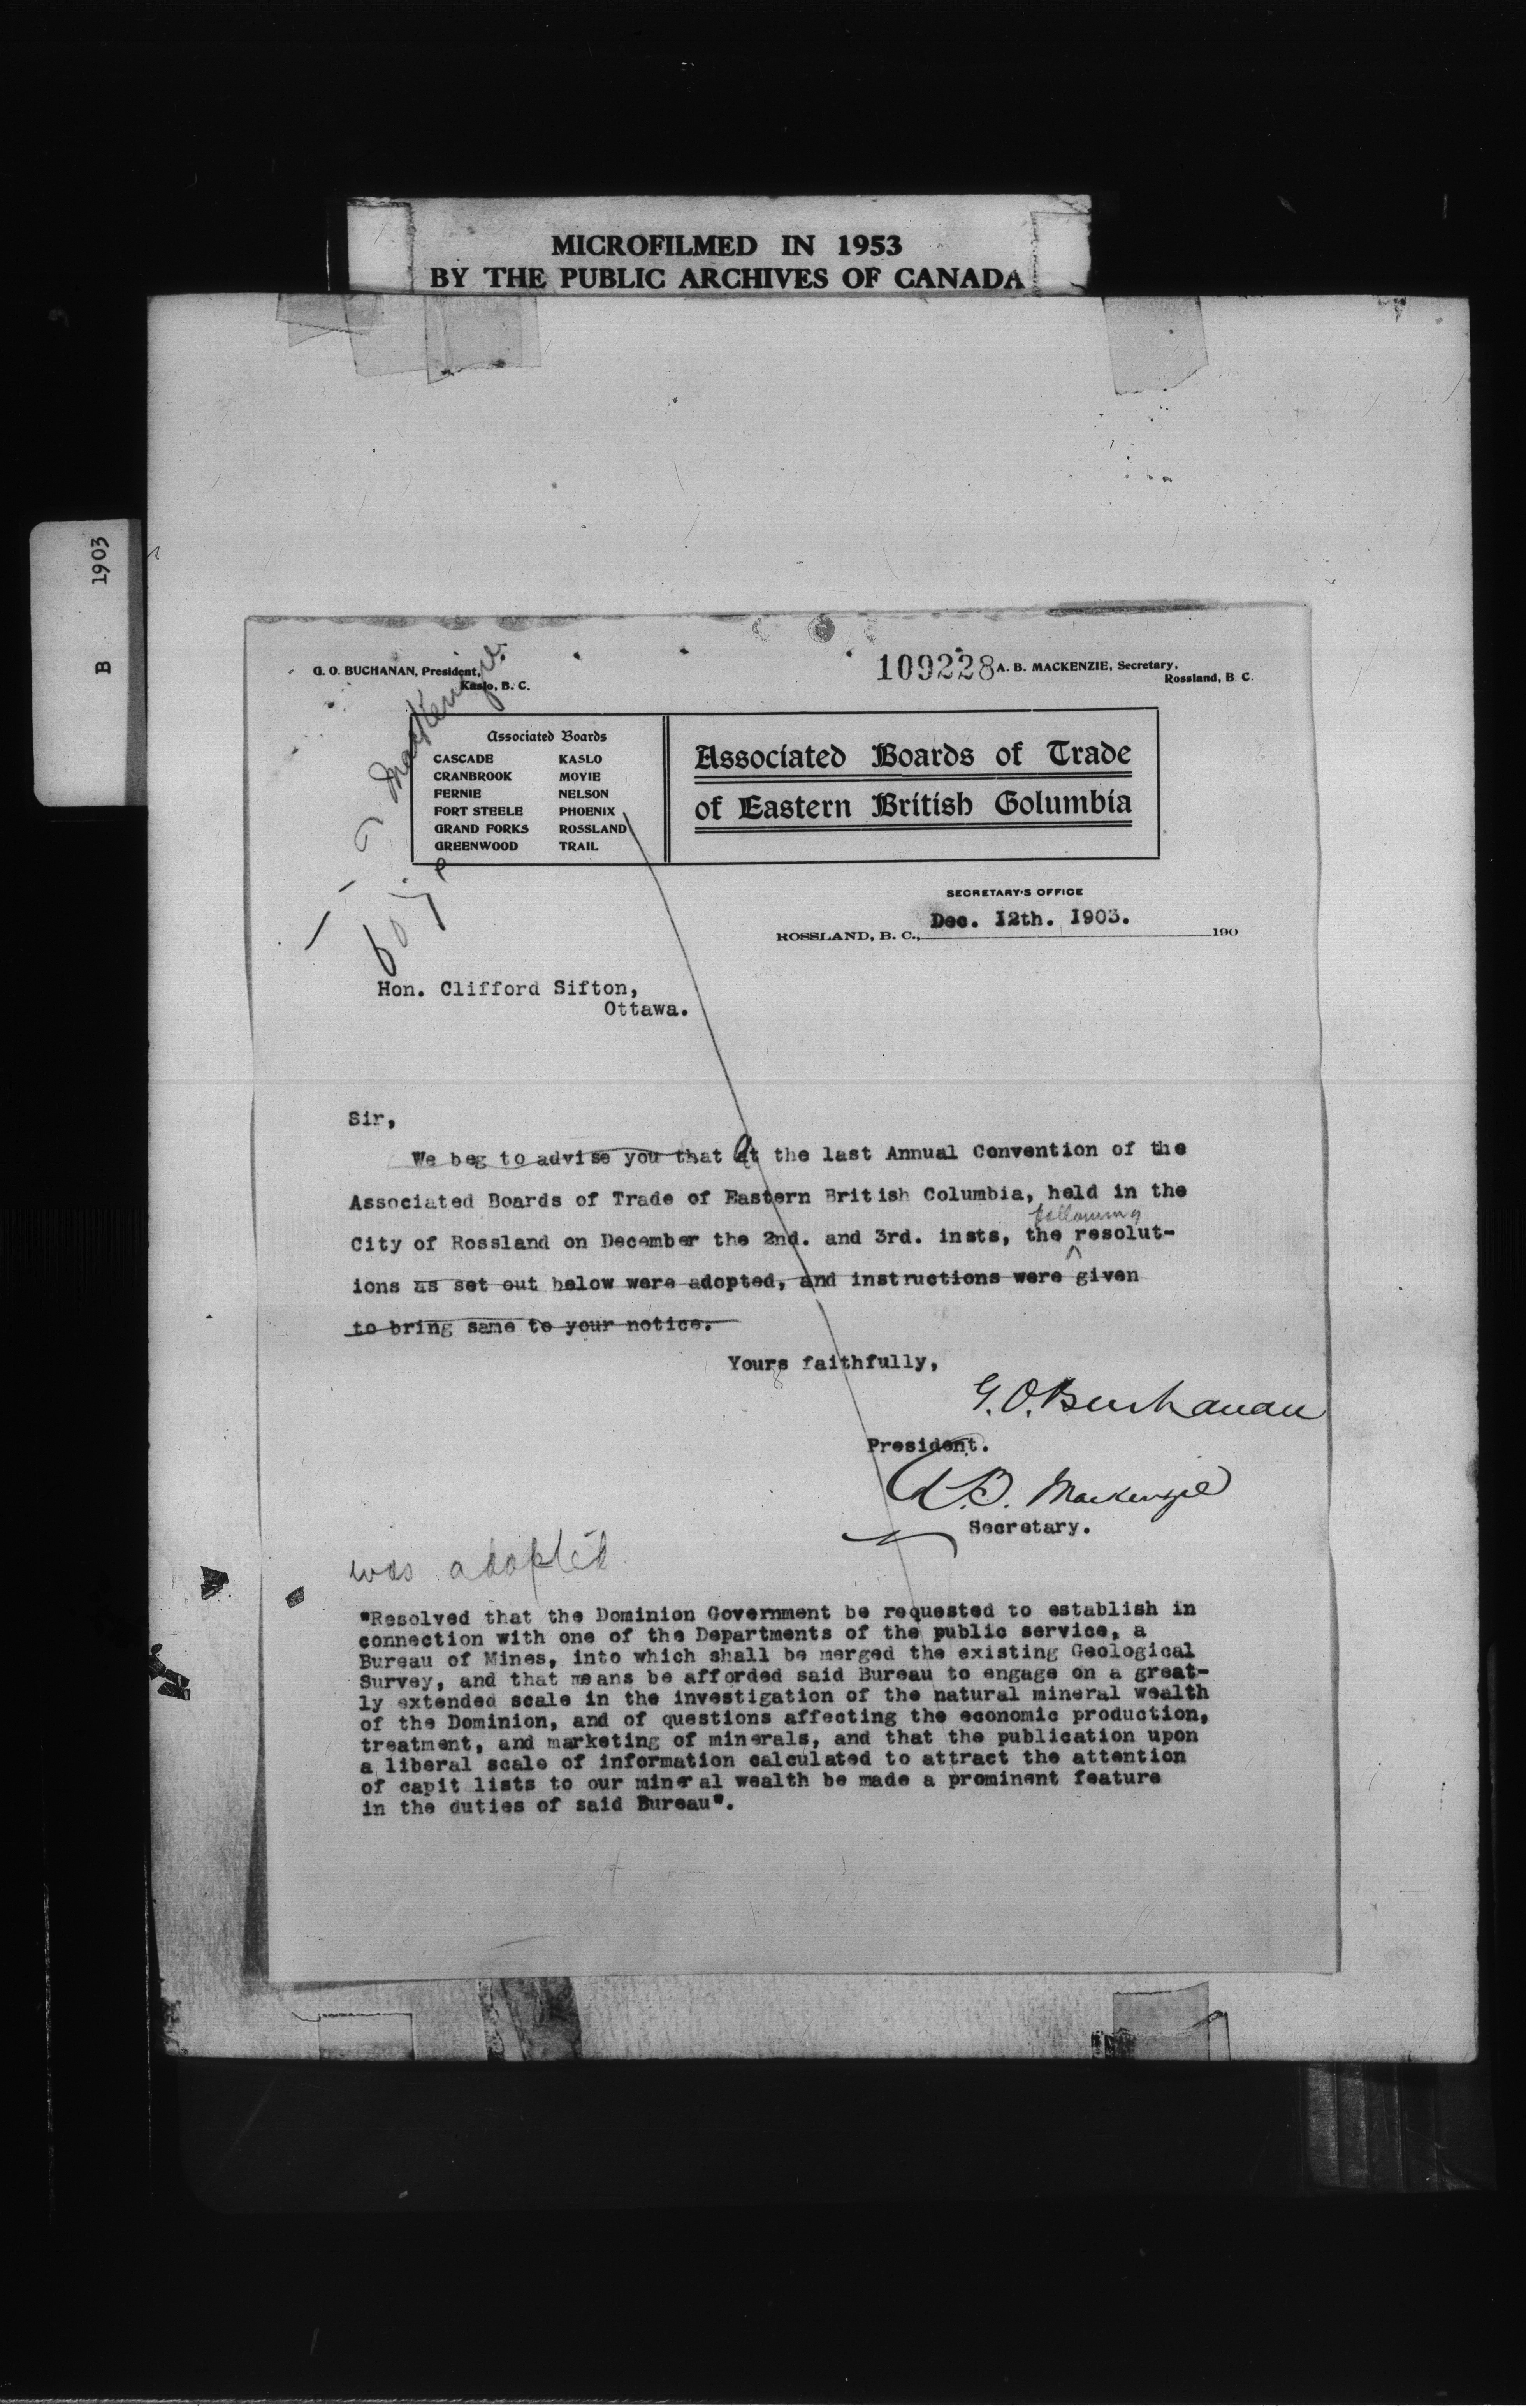 MICROFILMED IN 1953
BY THE PUBLIC ARCHIVES OF CANADA
B 1903
G. O. BUCHANAN, President,
Kaslo, B. C.
109228
A. B. MACKENZIE, Secretary,
Rossland, B. C.
Mackenzie
Associated Boards
CASCADE KASLO
CRANBROOK MOYIE
FERNIE NELSON
FORT STEELE PHOENIX
GRAND FORKS ROSSLAND
GREENWOOD TRAIL
Associated Boards of Trade
of Eastern British Columbia
SECRETARY'S OFFICE
ROSSLAND, B. C., Dec. 12th. 1903. 190
Hon. Clifford Sifton,
Ottawa.
Sir,
We beg to advise you that at the last Annual Convention of the
Associated Boards of Trade of Eastern British Columbia, held in the
following
City of Rossland on December the 2nd. and 3rd. insts, the resolut-
ions as set out below were adopted, and instructions were given
to bring same to your notice.
Yours faithfully,
G. O. Buchanan
President.
A. B. Mackenzie
Secretary.
was adopted
"Resolved that the Dominion Government be requested to establish in
connection with one of the Departments of the public service, a
Bureau of Mines, into which shall be merged the existing Geological
Survey, and that means be afforded said Bureau to engage on a great-
ly extended scale in the investigation of the natural mineral wealth
of the Dominion, and of questions affecting the economic production,
treatment, and marketing of minerals, and that the publication upon
a liberal scale of information calculated to attract the attention
of capit lists to our mineral wealth be made a prominent feature
in the duties of said Bureau".